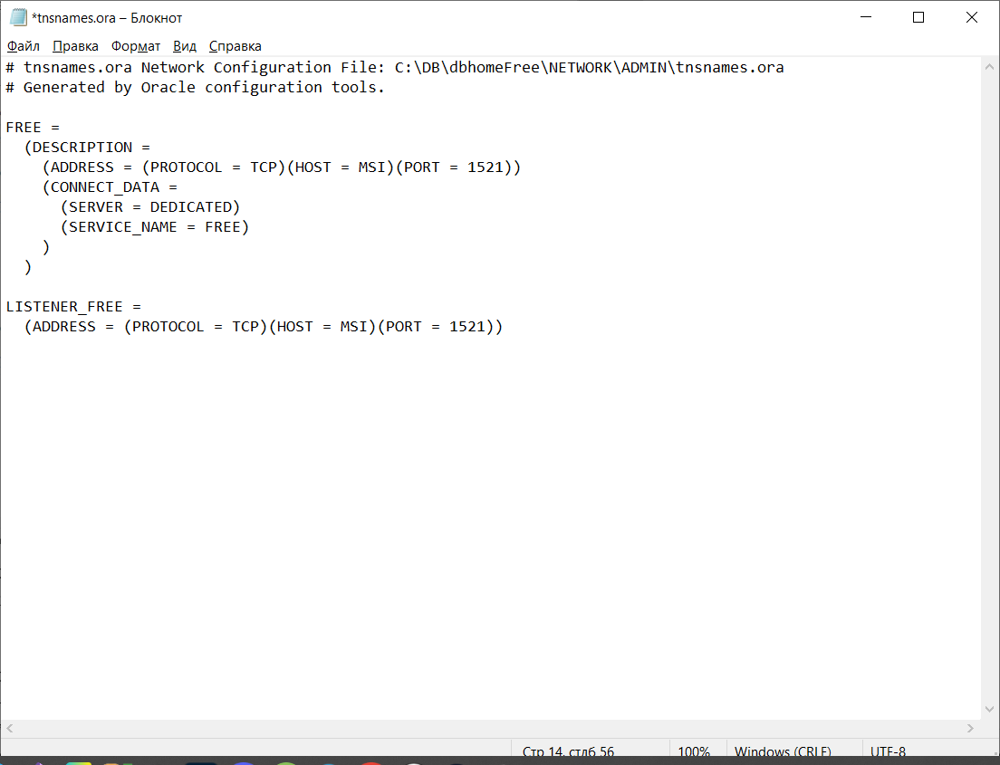 *tnsnames.ora – Блокнот
Файл Правка Формат Вид Справка
# tnsnames.ora Network Configuration File: C:\DB\dbhomeFree\NETWORK\ADMIN\tnsnames.ora
# Generated by Oracle configuration tools.
FREE =
  (DESCRIPTION =
    (ADDRESS = (PROTOCOL = TCP)(HOST = MSI)(PORT = 1521))
    (CONNECT_DATA =
      (SERVER = DEDICATED)
      (SERVICE_NAME = FREE)
    )
  )
LISTENER_FREE =
  (ADDRESS = (PROTOCOL = TCP)(HOST = MSI)(PORT = 1521))
Стр 14, стлб 56 100% Windows (CRLF) UTF-8